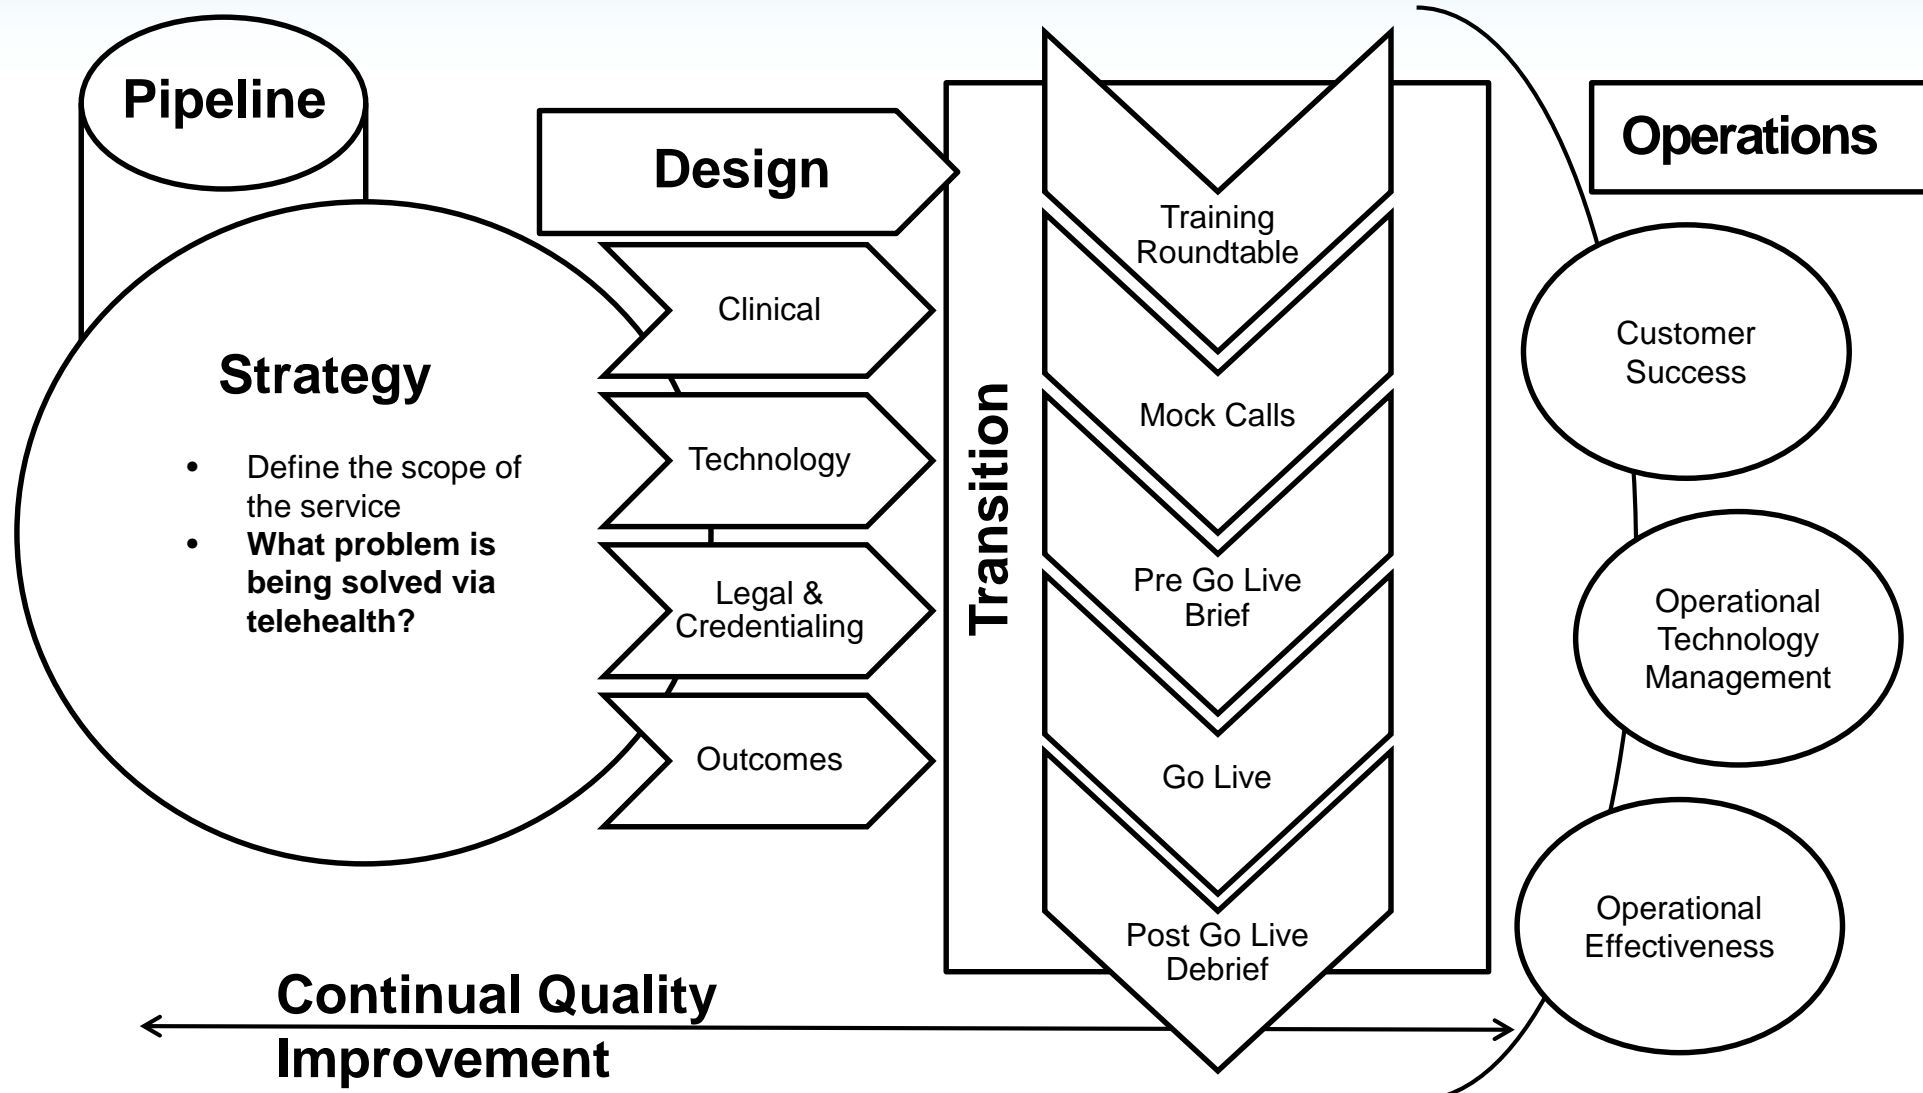 Pipeline
Strategy
• Define the scope of
the service
• What problem is
being solved via
telehealth?
Design
Clinical
Technology
Legal &
Credentialing
Outcomes
Transition
Training
Roundtable
Mock Calls
Pre Go Live
Brief
Go Live
Post Go Live
Debrief
Operations
Customer
Success
Operational
Technology
Management
Operational
Effectiveness
Continual Quality
Improvement